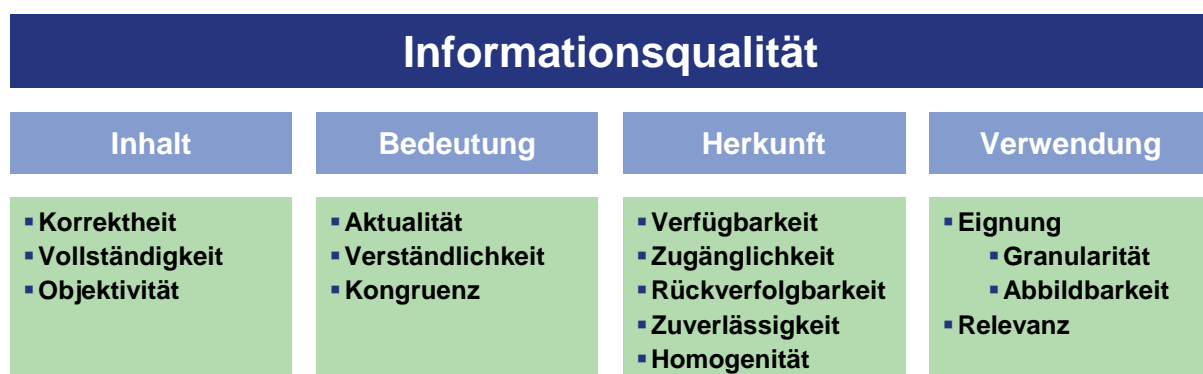 Informationsqualität
Inhalt
▪ Korrektheit
▪ Vollständigkeit
▪ Objektivität
Bedeutung
▪ Aktualität
▪ Verständlichkeit
▪ Kongruenz
Herkunft
▪ Verfügbarkeit
▪ Zugänglichkeit
▪ Rückverfolgbarkeit
▪ Zuverlässigkeit
▪ Homogenität
Verwendung
▪ Eignung
▪ Granularität
▪ Abbildbarkeit
▪ Relevanz